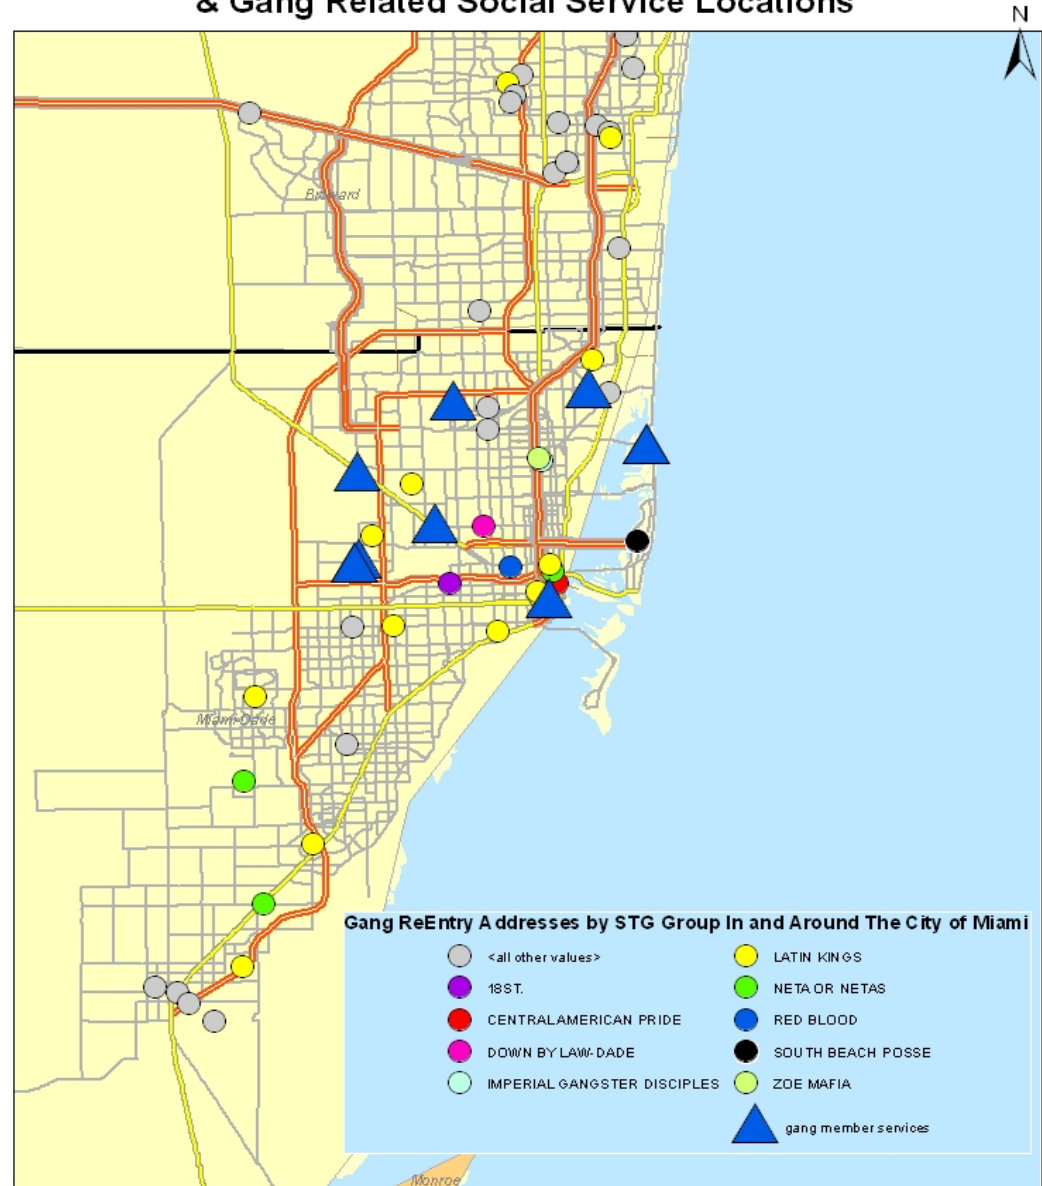 & Gang Related Social Service Locations
N
Broward
Miami-Dade
Gang ReEntry Addresses by STG Group In and Around The City of Miami
<all other values>
LATIN KINGS
18ST.
NETA OR NETAS
CENTRALAMERICAN PRIDE
RED BLOOD
DOWN BY LAW-DADE
SOUTH BEACH POSSE
IMPERIAL GANGSTER DISCIPLES
ZOE MAFIA
gang member services
Monroe